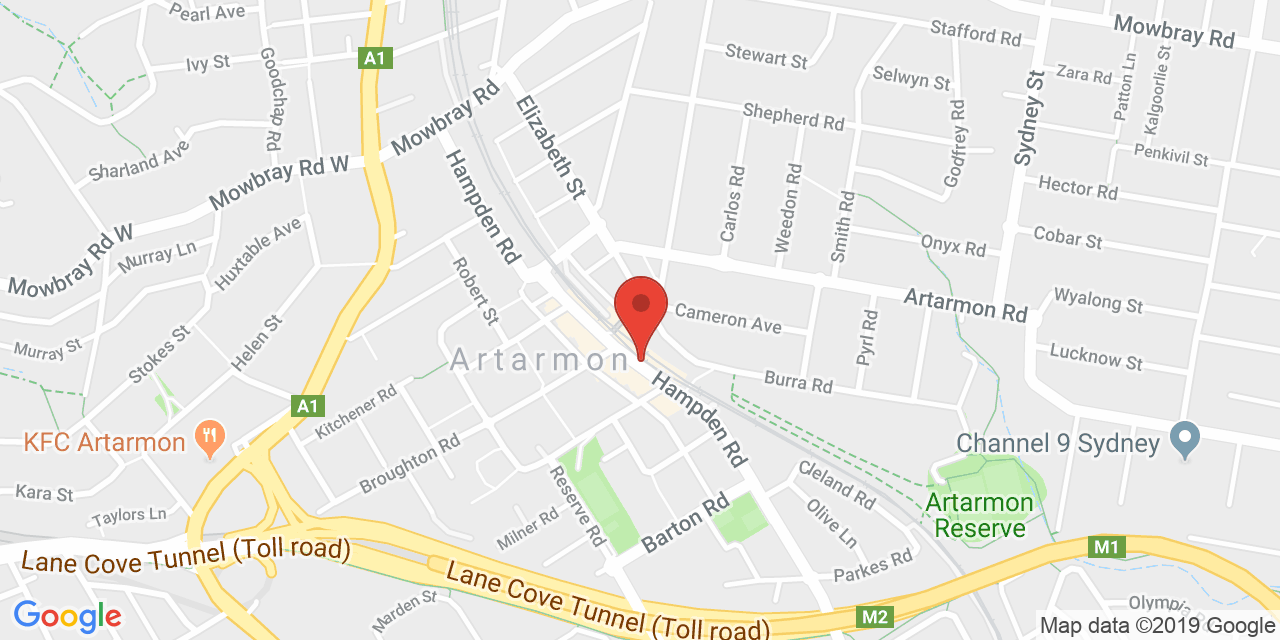 Pearl Ave
Stafford Rd
Mowbray Rd
A1
Ivy St
Stewart St
Goodchap Rd
Selwyn St
Zara Rd
Patton Ln
Kalgoorlie St
Mowbray Rd
Elizabeth St
Shepherd Rd
Sydney St
Godfrey Rd
Sharland Ave
Mowbray Rd W
Hampden Rd
Penkivil St
Carlos Rd
Weedon Rd
Smith Rd
Hector Rd
Mowbray Rd W
Murray Ln
Huxtable Ave
Onyx Rd
Cobar St
Robert St
Artarmon Rd
Wyalong St
Cameron Ave
Pyrl Rd
Murray St
Stokes St
Helen St
Artarmon
Lucknow St
Burra Rd
A1
Kitchener Rd
Hampden Rd
KFC Artarmon
Channel 9 Sydney
Broughton Rd
Kara St
Cleland Rd
Taylors Ln
Reserve Rd
Milner Rd
Barton Rd
Olive Ln
Artarmon
Reserve
M1
Lane Cove Tunnel (Toll road)
Lane Cove Tunnel (Toll road)
Parkes Rd
Marden St
M2
Google
Map data ©2019 Google